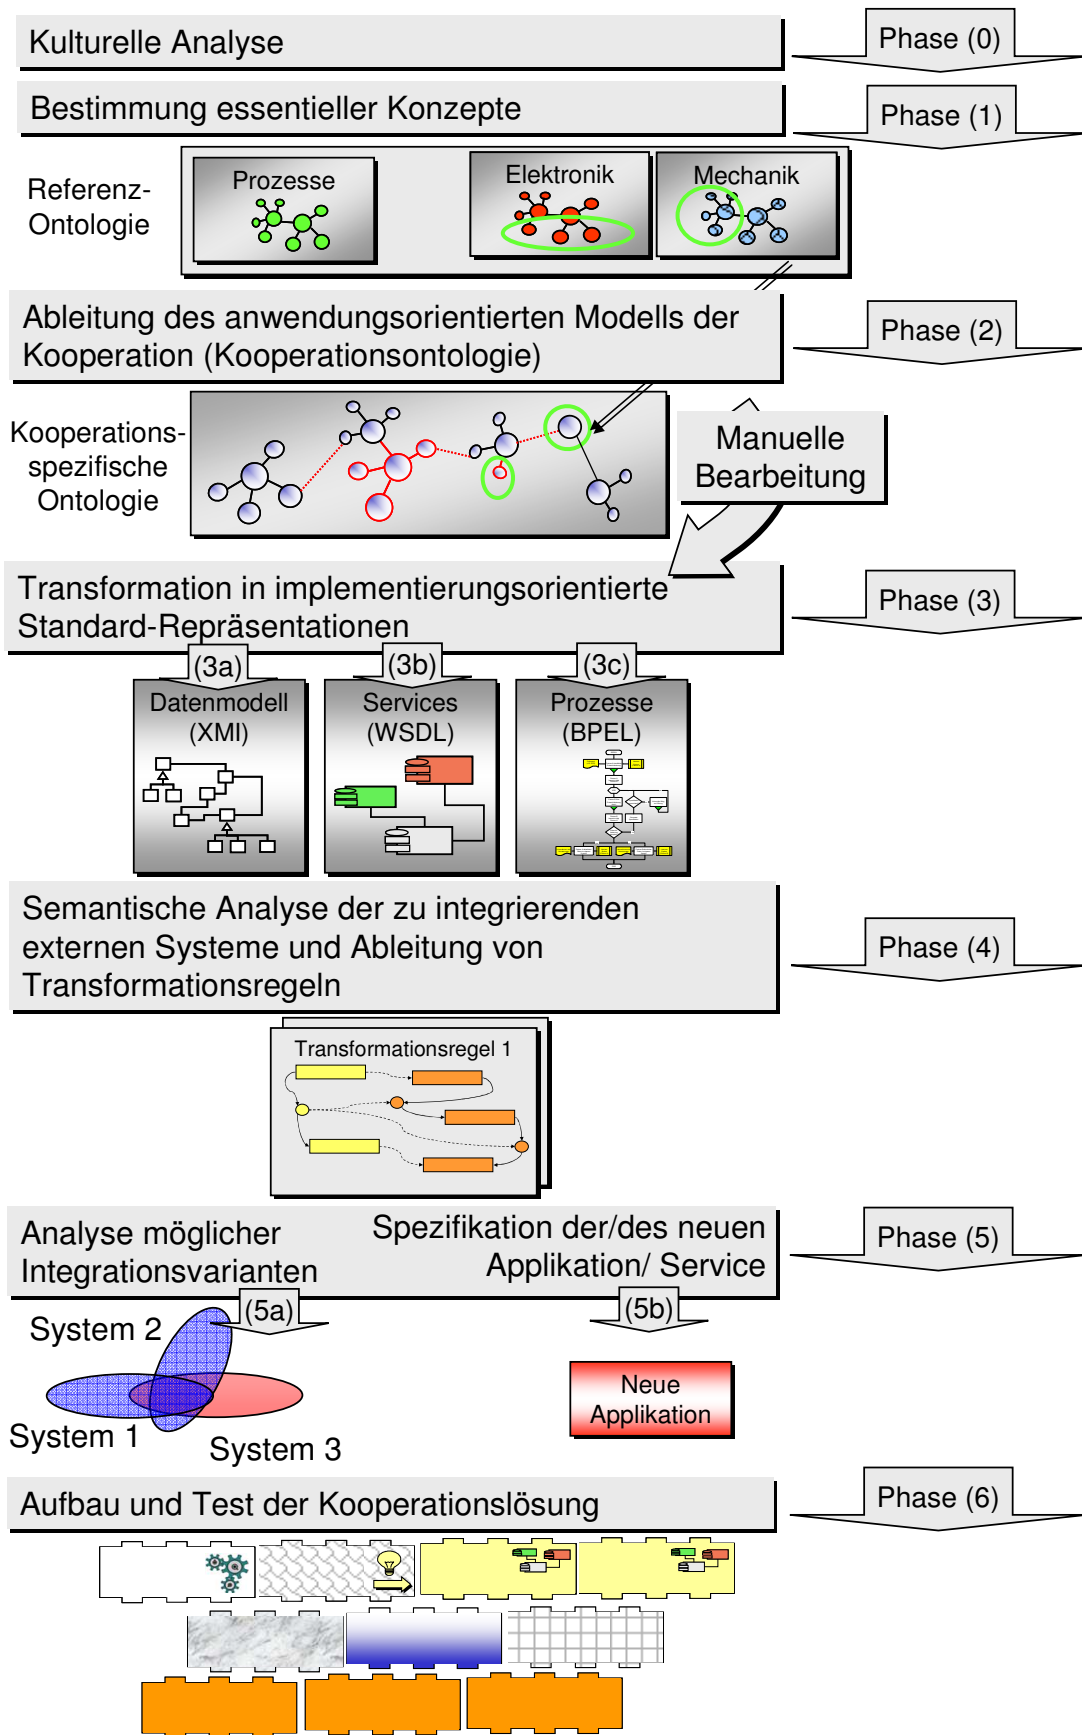 Kulturelle Analyse
Phase (0)
Bestimmung essentieller Konzepte
Phase (1)
Referenz-
Ontologie
Prozesse
Elektronik
Mechanik
Ableitung des anwendungsorientierten Modells der
Kooperation (Kooperationsontologie)
Phase (2)
Kooperations-
spezifische
Ontologie
Manuelle
Bearbeitung
Transformation in implementierungsorientierte
Standard-Repräsentationen
Phase (3)
(3a)
(3b)
(3c)
Datenmodell
(XMI)
Services
(WSDL)
Prozesse
(BPEL)
Semantische Analyse der zu integrierenden
externen Systeme und Ableitung von
Transformationsregeln
Phase (4)
Transformationsregel 1
Analyse möglicher
Integrationsvarianten
Spezifikation der/des neuen
Applikation/ Service
Phase (5)
(5a)
(5b)
System 2
System 1
System 3
Neue
Applikation
Aufbau und Test der Kooperationslösung
Phase (6)